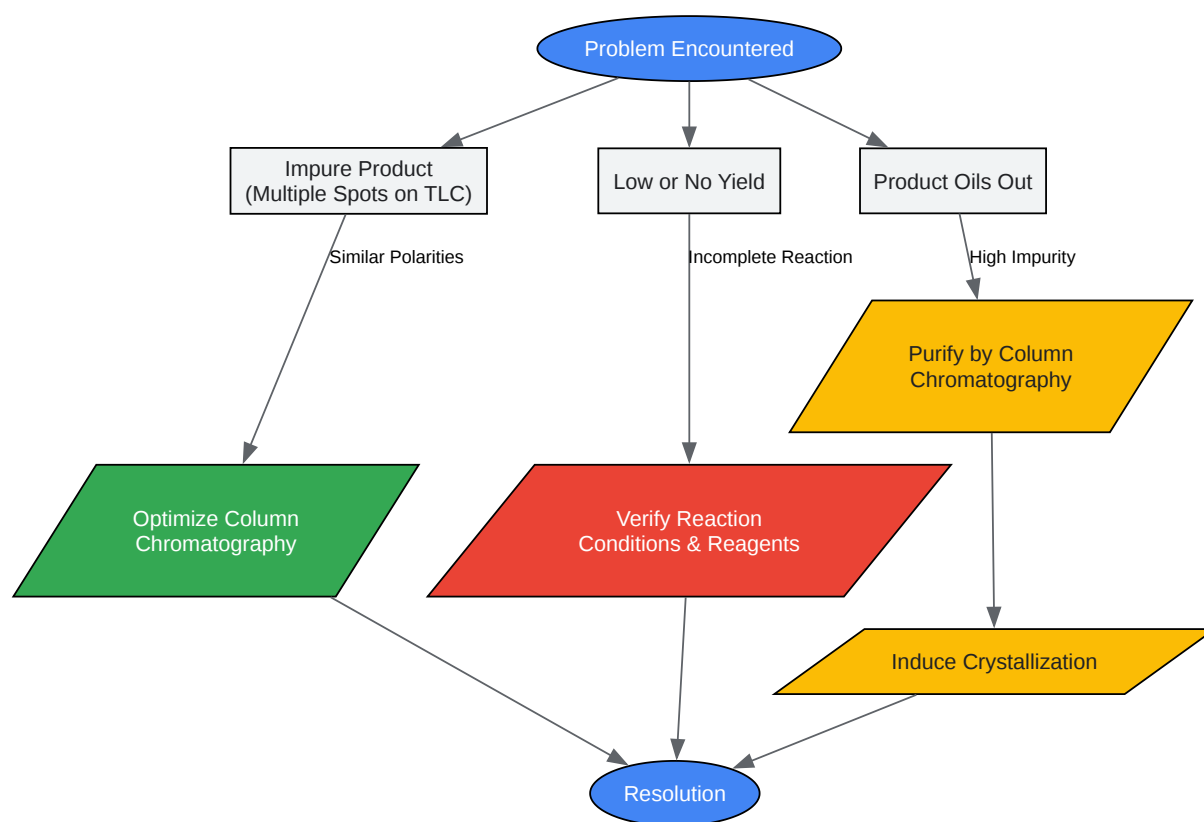 Problem Encountered
Impure Product
(Multiple Spots on TLC)
Low or No Yield
Product Oils Out
Similar Polarities
Incomplete Reaction
High Impurity
Purify by Column
Chromatography
Optimize Column
Chromatography
Verify Reaction
Conditions & Reagents
Induce Crystallization
Resolution